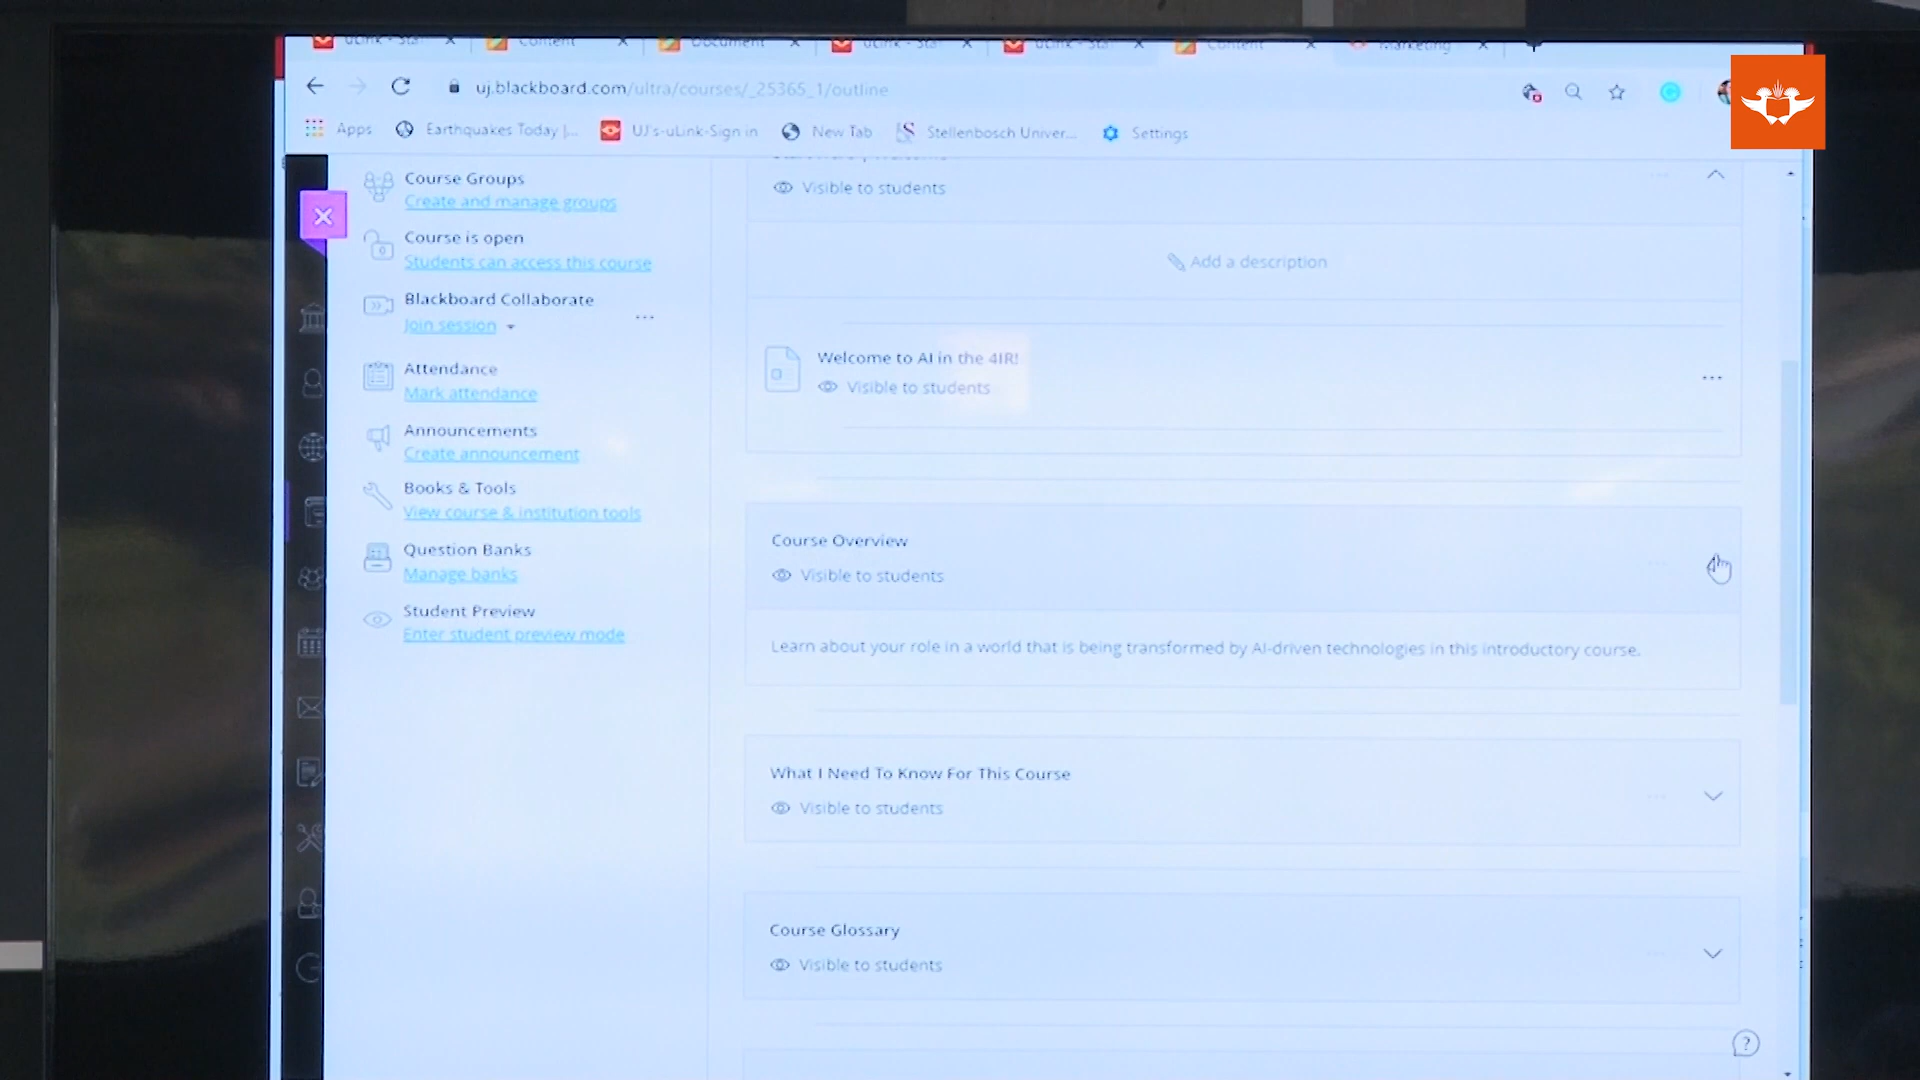 uLink - Sta
Content
Document
uLink - Sta
uLink - Sta
Content
Marketing
uj.blackboard.com/ultra/courses/_25365_1/outline
Apps
Earthquakes Today |...
UJ's-uLink-Sign in
New Tab
Stellenbosch Univer...
Settings
Course Groups
Create and manage groups
Course is open
Students can access this course
Blackboard Collaborate
Join session
Attendance
Mark attendance
Announcements
Create announcement
Books & Tools
View course & institution tools
Question Banks
Manage banks
Student Preview
Enter student preview mode
Visible to students
Add a description
Welcome to AI in the 4IR!
Visible to students
Course Overview
Visible to students
Learn about your role in a world that is being transformed by AI-driven technologies in this introductory course.
What I Need To Know For This Course
Visible to students
Course Glossary
Visible to students